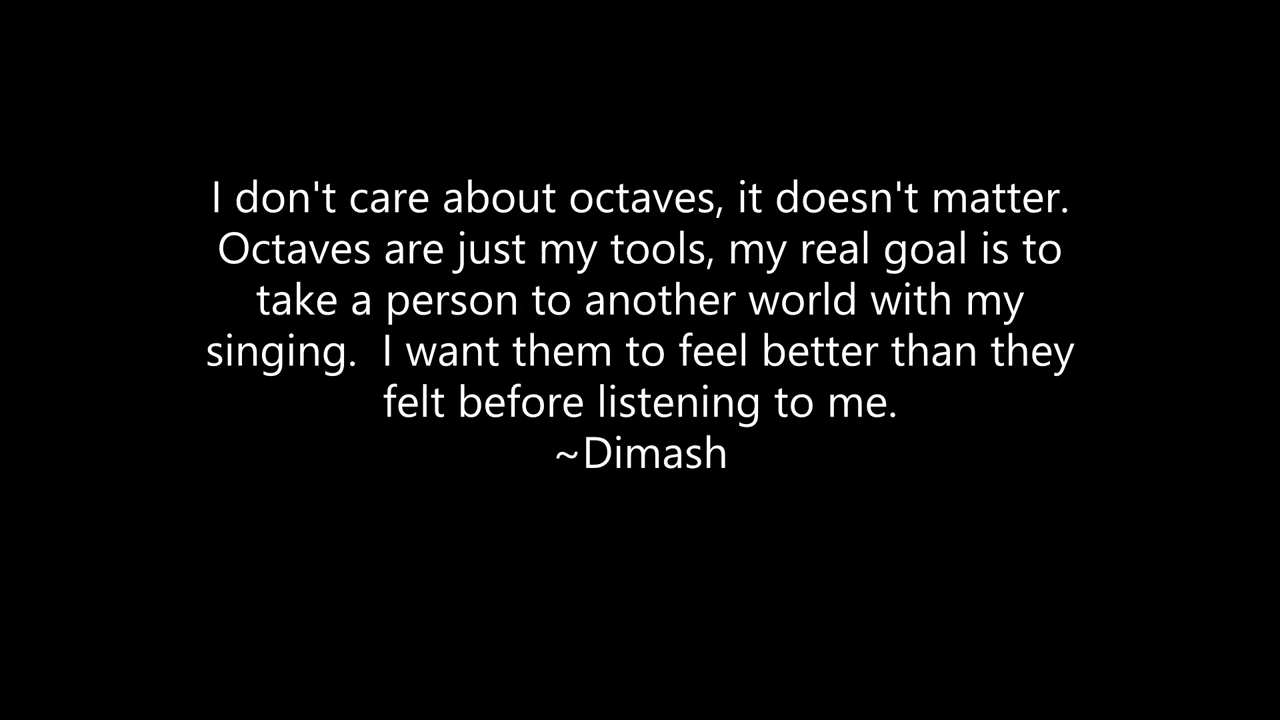 I don't care about octaves, it doesn't matter.
Octaves are just my tools, my real goal is to
take a person to another world with my
singing.  I want them to feel better than they
felt before listening to me.
~Dimash